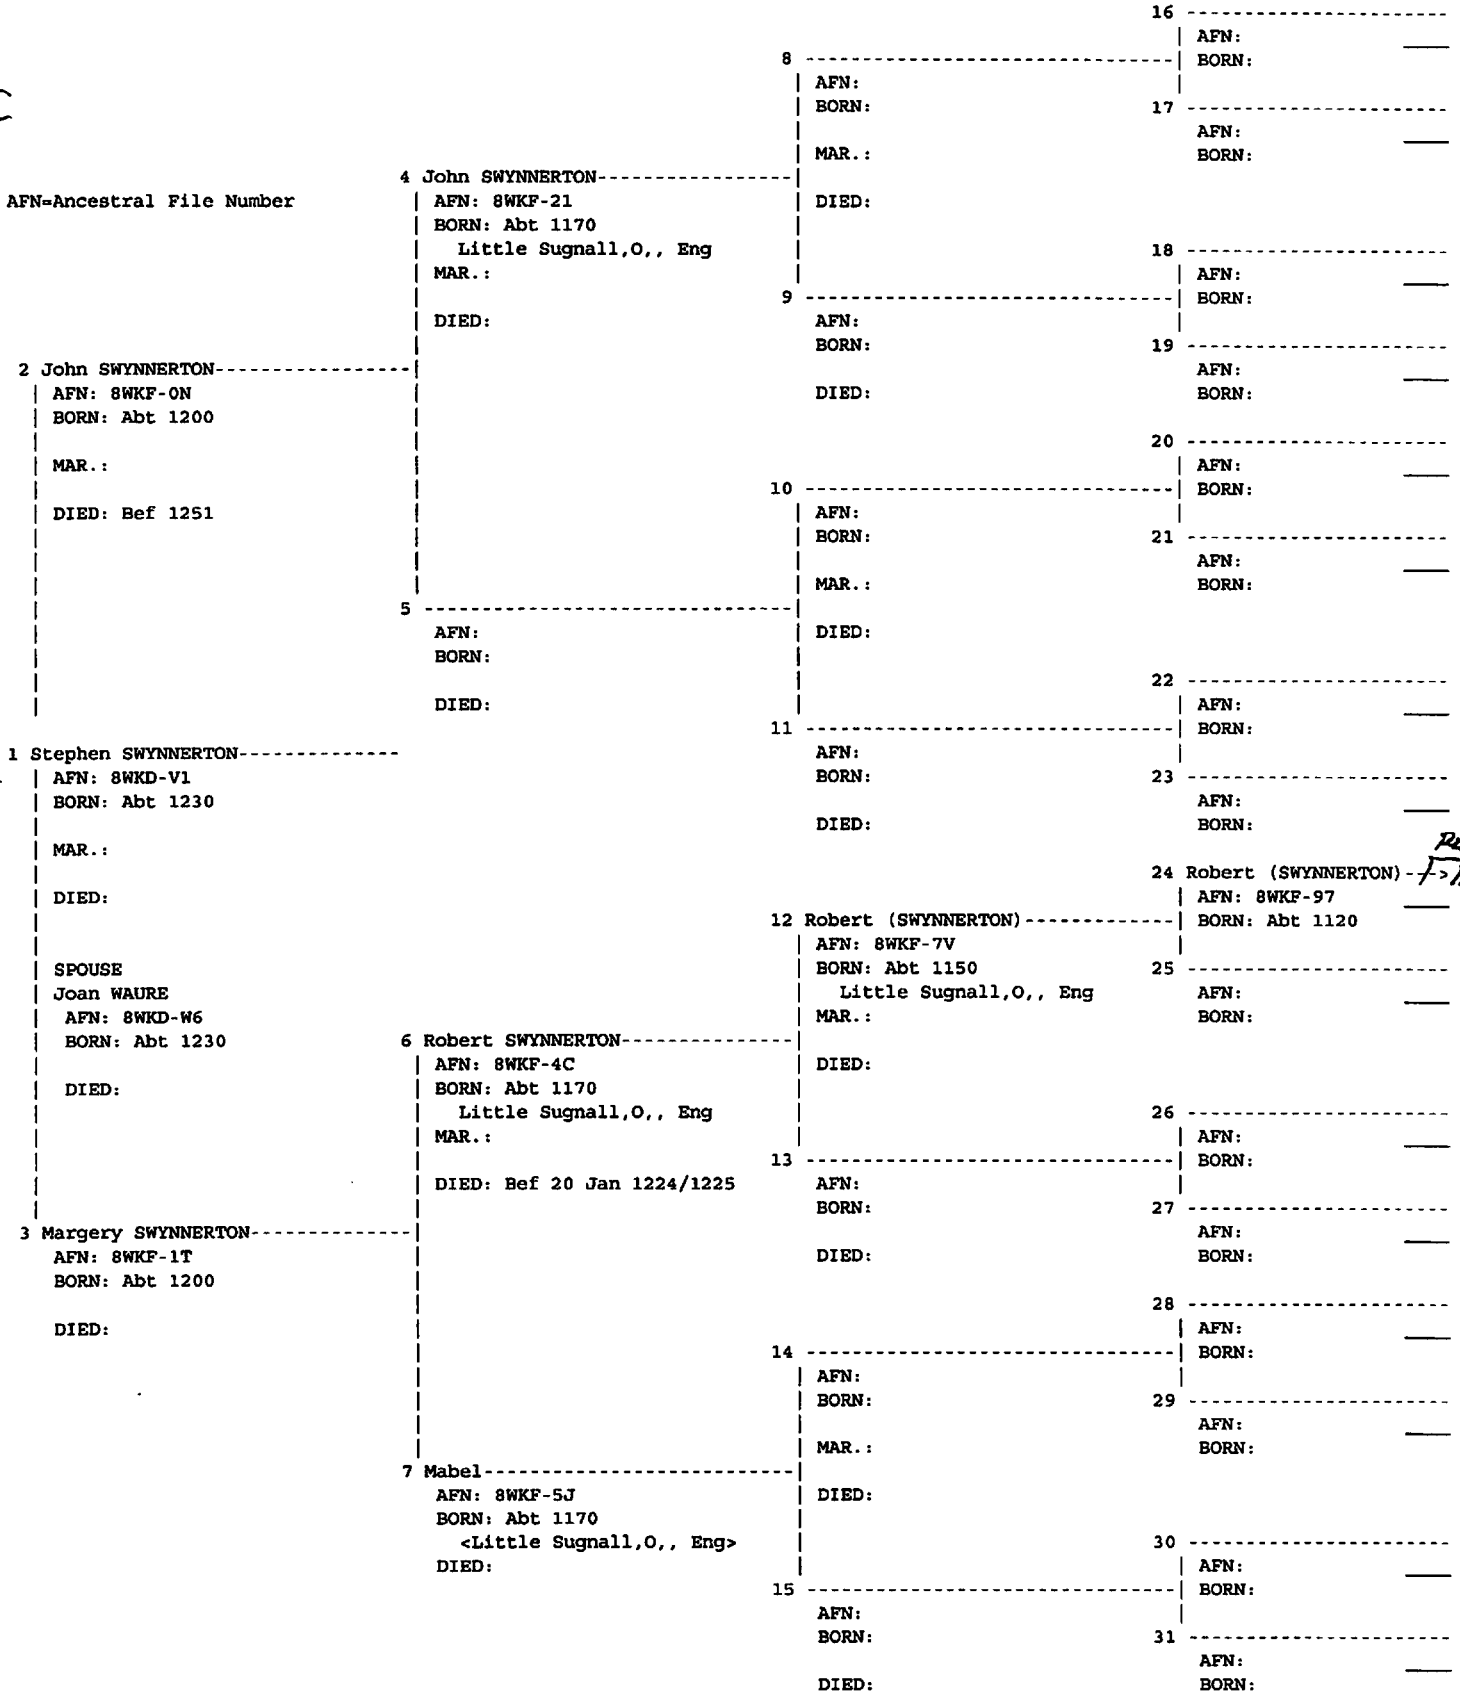 AFN=Ancestral File Number
1 Stephen SWYNNERTON
AFN: 8WKD-V1
BORN: Abt 1230
MAR.:
DIED:
SPOUSE
Joan WAURE
AFN: 8WKD-W6
BORN: Abt 1230
DIED:
2 John SWYNNERTON
AFN: 8WKF-0N
BORN: Abt 1200
MAR.:
DIED: Bef 1251
3 Margery SWYNNERTON
AFN: 8WKF-1T
BORN: Abt 1200
DIED:
4 John SWYNNERTON
AFN: 8WKF-21
BORN: Abt 1170
Little Sugnall,O,, Eng
MAR.:
DIED:
5
AFN:
BORN:
DIED:
6 Robert SWYNNERTON
AFN: 8WKF-4C
BORN: Abt 1170
Little Sugnall,O,, Eng
MAR.:
DIED: Bef 20 Jan 1224/1225
7 Mabel
AFN: 8WKF-5J
BORN: Abt 1170
<Little Sugnall,O,, Eng>
DIED:
8
AFN:
BORN:
MAR.:
DIED:
9
AFN:
BORN:
DIED:
10
AFN:
BORN:
MAR.:
DIED:
11
AFN:
BORN:
DIED:
12 Robert (SWYNNERTON)
AFN: 8WKF-7V
BORN: Abt 1150
Little Sugnall,O,, Eng
MAR.:
DIED:
13
AFN:
BORN:
DIED:
14
AFN:
BORN:
MAR.:
DIED:
15
AFN:
BORN:
DIED:
16
AFN:
BORN:
17
AFN:
BORN:
18
AFN:
BORN:
19
AFN:
BORN:
20
AFN:
BORN:
21
AFN:
BORN:
22
AFN:
BORN:
23
AFN:
BORN:
24 Robert (SWYNNERTON)
AFN: 8WKF-97
BORN: Abt 1120
25
AFN:
BORN:
26
AFN:
BORN:
27
AFN:
BORN:
28
AFN:
BORN:
29
AFN:
BORN:
30
AFN:
BORN:
31
AFN:
BORN: